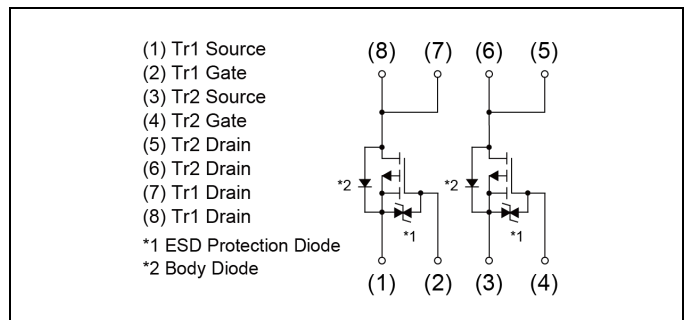 (1) Tr1 Source
(2) Tr1 Gate
(3) Tr2 Source
(4) Tr2 Gate
(5) Tr2 Drain
(6) Tr2 Drain
(7) Tr1 Drain
(8) Tr1 Drain
*1 ESD Protection Diode
*2 Body Diode
(8) (7) (6) (5)
*2 *2
*1 *1
(1) (2) (3) (4)